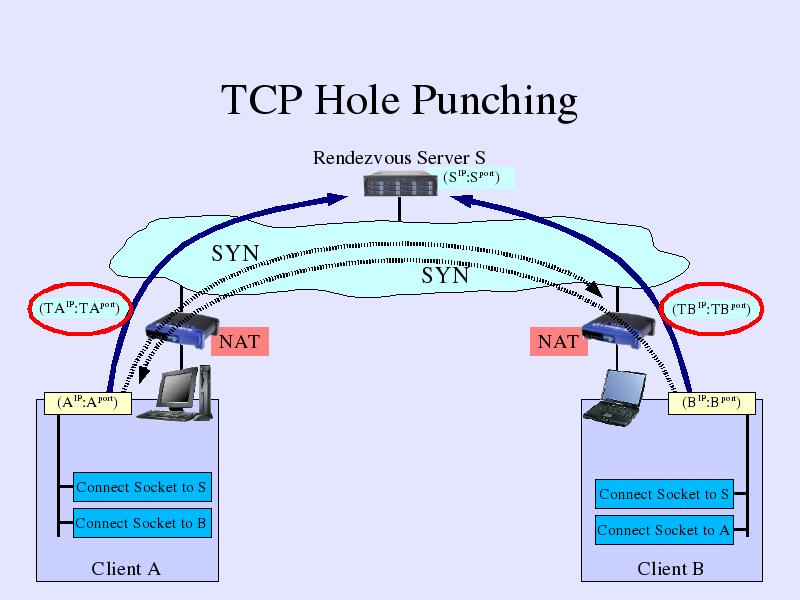 TCP Hole Punching
Rendezvous Server S
(S^IP:S^port)
SYN
SYN
(TA^IP:TA^port)
(TB^IP:TB^port)
NAT
NAT
(A^IP:A^port)
(B^IP:B^port)
Connect Socket to S
Connect Socket to B
Client A
Connect Socket to S
Connect Socket to A
Client B